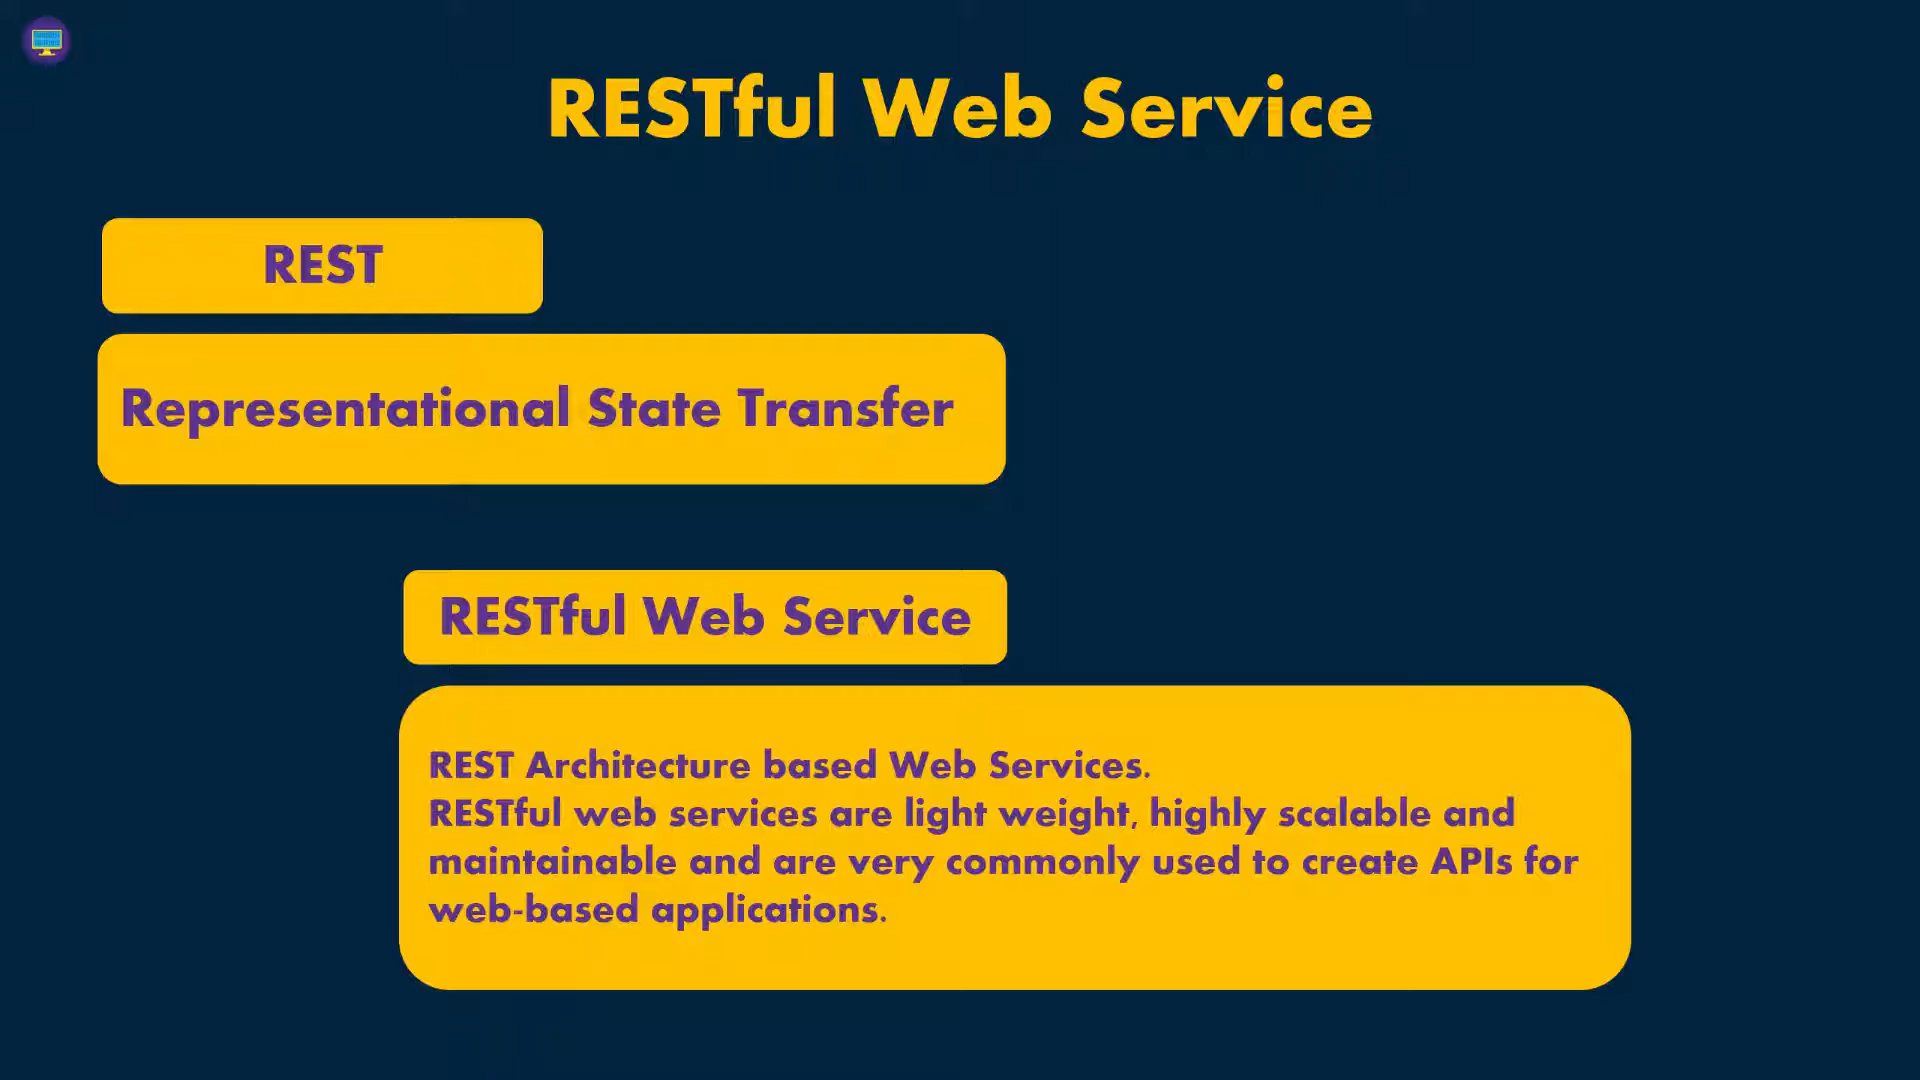 RESTful Web Service
REST
Representational State Transfer
RESTful Web Service
REST Architecture based Web Services.
RESTful web services are light weight, highly scalable and
maintainable and are very commonly used to create APIs for
web-based applications.